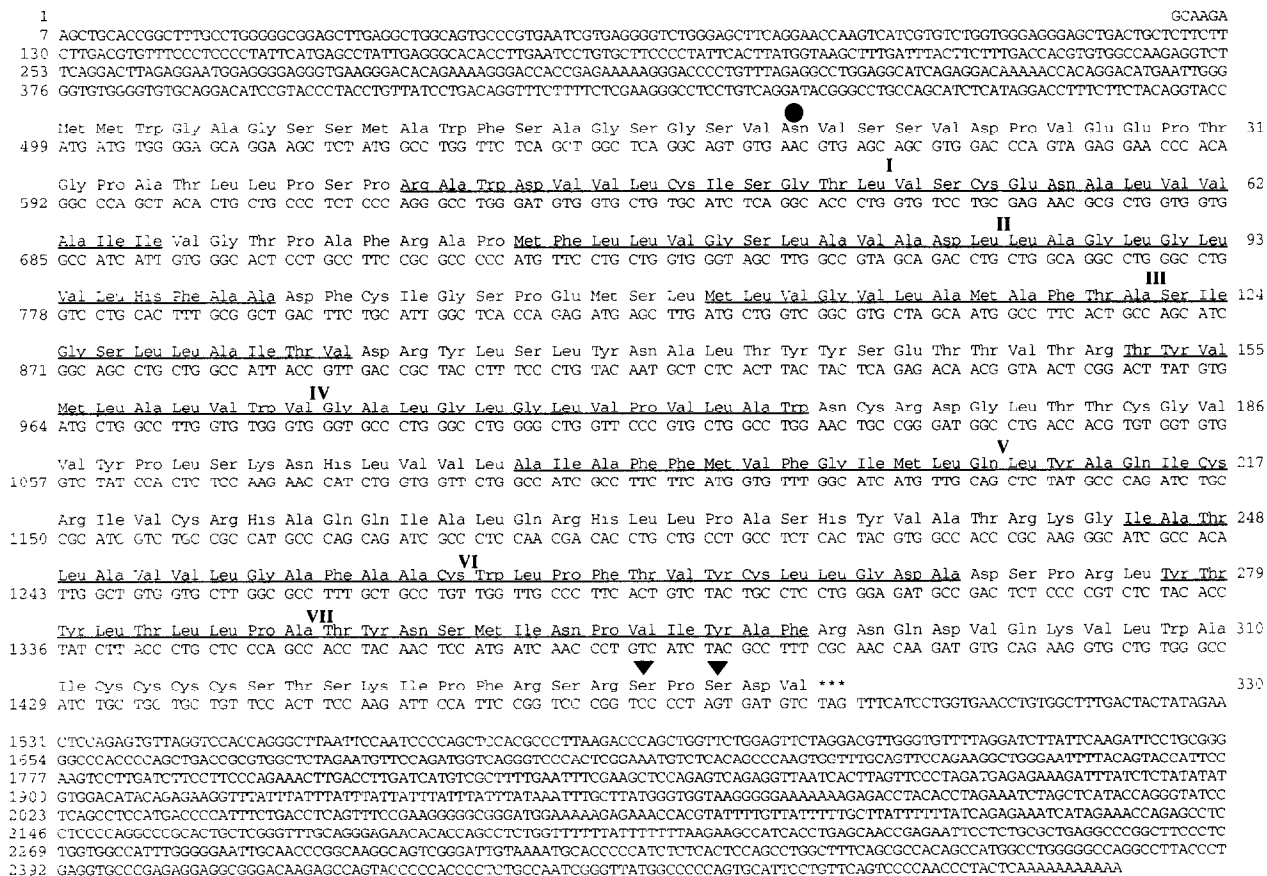 1 GCAAGA
7 AGCTGCACCGGCTTTGCCTGGGGGCGGAGCTTGAGGCTGGCAGTGCCCGTGAATCGTGAGGGGTCTGGGAGCTTCAGGAACCAAGTCATCGTGTCTGGTGGGAGGGAGCTGACTGCTCTTCTT
130 CTTGACGTGTTTCCCTCCCCTATTCATGAGCCTATTGAGGGCACACCTTGAATCCTGTGCTTCCCCTATTCACTTATGGTAAGCTTTGATTTACTTCTTTGACCACGTGTGGCCAAGAGGTCT
253 TCAGGACTTAGAGGAATGGAGGGGAGGGTGAAGGGACACAGAAAAGGGACCACCGAGAAAAAGGGACCCCTGTTTAGAGGCCTGGAGGCATCAGAGGACAAAAACCACAGGACATGAATTGGG
376 GGTGTGGGGTGTGCAGGACATCCGTACCCTACCTGTTATCCTGACAGGTTTCTTTTCTCGAAGGGCCTCCTGTCAGGATACGGGCCTGCCAGCATCTCATAGGACCTTTCTTCTACAGGTACC
Met Met Trp Gly Ala Gly Ser Ser Met Ala Trp Phe Ser Ala Gly Ser Gly Ser Val Asn Val Ser Ser Val Asp Pro Val Glu Glu Pro Thr 31
499 ATG ATG TGG GGA GCA GGA AGC TCT ATG GCC TGG TTC TCA GCT GGC TCA GGC AGT GTG AAC GTG AGC AGC GTG GAC CCA GTA GAG GAA CCC ACA
I
Gly Pro Ala Thr Leu Leu Pro Ser Pro Arg Ala Trp Asp Val Val Leu Cys Ile Ser Gly Thr Leu Val Ser Cys Glu Asn Ala Leu Val Val 62
592 GGC CCA GCT ACA CTG CTG CCC TCT CCC AGG GCC TGG GAT GTG GTG CTG TGC ATC TCA GGC ACC CTG GTG TCC TGC GAG AAC GCG CTG GTG GTG
II
Ala Ile Ile Val Gly Thr Pro Ala Phe Arg Ala Pro Met Phe Leu Leu Val Gly Ser Leu Ala Val Ala Asp Leu Leu Ala Gly Leu Gly Leu 93
685 GCC ATC ATT GTG GGC ACT CCT GCC TTC CGC GCC CCC ATG TTC CTG CTG GTG GGT AGC TTG GCC GTA GCA GAC CTG CTG GCA GGC CTG GGC CTG
III
Val Leu His Phe Ala Ala Asp Phe Cys Ile Gly Ser Pro Glu Met Ser Leu Met Leu Val Gly Val Leu Ala Met Ala Phe Thr Ala Ser Ile 124
778 GTC CTG CAC TTT GCG GCT GAC TTC TGC ATT GGC TCA CCA GAG ATG AGC TTG ATG CTG GTC GGC GTG CTA GCA ATG GCC TTC ACT GCC AGC ATC
Gly Ser Leu Leu Ala Ile Thr Val Asp Arg Tyr Leu Ser Leu Tyr Asn Ala Leu Thr Tyr Tyr Ser Glu Thr Thr Val Thr Arg Thr Tyr Val 155
871 GGC AGC CTG CTG GCC ATT ACC GTT GAC CGC TAC CTT TCC CTG TAC AAT GCT CTC ACT TAC TAC TCA GAG ACA ACG GTA ACT CGG ACT TAT GTG
IV
Met Leu Ala Leu Val Trp Val Gly Ala Leu Gly Leu Gly Leu Val Pro Val Leu Ala Trp Asn Cys Arg Asp Gly Leu Thr Thr Cys Gly Val 186
964 ATG CTG GCC TTG GTG TGG GTG GGT GCC CTG GGC CTG GGG CTG GTT CCC GTG CTG GCC TGG AAC TGC CGG GAT GGC CTG ACC ACG TGT GGT GTG
V
Val Tyr Pro Leu Ser Lys Asn His Leu Val Val Leu Ala Ile Ala Phe Phe Met Val Phe Gly Ile Met Leu Gln Leu Tyr Ala Gln Ile Cys 217
1057 GTC TAT CCA CTC TCC AAG AAC CAT CTG GTG GTT CTG GCC ATC GCC TTC TTC ATG GTG TTT GGC ATC ATG TTG CAG CTC TAT GCC CAG ATC TGC
Arg Ile Val Cys Arg His Ala Gln Gln Ile Ala Leu Gln Arg His Leu Leu Pro Ala Ser His Tyr Val Ala Thr Arg Lys Gly Ile Ala Thr 248
1150 CGC ATC GTC TGC CGC CAT GCC CAG CAG ATC GCC CTC CAA CGA CAC CTG CTG CCT GCC TCT CAC TAC GTG GCC ACC CGC AAG GGC ATC GCC ACA
VI
Leu Ala Val Val Leu Gly Ala Phe Ala Ala Cys Trp Leu Pro Phe Thr Val Tyr Cys Leu Leu Gly Asp Ala Asp Ser Pro Arg Leu Tyr Thr 279
1243 TTG GCT GTG GTG CTT GGC GCC TTT GCT GCC TGT TGG TTG CCC TTC ACT GTC TAC TGC CTC CTG GGA GAT GCC GAC TCT CCC CGT CTC TAC ACC
VII
Tyr Leu Thr Leu Leu Pro Ala Thr Tyr Asn Ser Met Ile Asn Pro Val Ile Tyr Ala Phe Arg Asn Gln Asp Val Gln Lys Val Leu Trp Ala 310
1336 TAT CTT ACC CTG CTC CCA GCC ACC TAC AAC TCC ATG ATC AAC CCT GTC ATC TAC GCC TTT CGC AAC CAA GAT GTG CAG AAG GTG CTG TGG GCC
Ile Cys Cys Cys Cys Ser Thr Ser Lys Ile Pro Phe Arg Ser Arg Ser Pro Ser Asp Val *** 330
1429 ATC TGC TGC TGC TGT TCC ACT TCC AAG ATT CCA TTC CGG TCC CGG TCC CCT AGT GAT GTC TAG TTTCATCCTGGTGAACCTGTGGCTTTGACTACTATAGAA
1531 CTCCAGAGTGTTAGGTCCACCAGGGCTTAATTCCAATCCCCAGCTCCACGCCCTTAAGACCCAGCTGGTTCTGGAGTTCTAGGACGTTGGGTGTTTTAGGATCTTATTCAAGATTCCTGCGGG
1654 GGCCCACCCCAGCTGACCGCGTGGCTCTAGAATGTTCCAGATGGTCAGGGTCCCACTCGGAAATGTCTCACAGCCCAAGTGGTTTGCAGTTCCAGAAGGCTGGGAATTTTACAGTACCATTCC
1777 AAGTCCTTGATCTTCCTTCCCAGAAACTTGACCTTGATCATGTCGCTTTTGAATTTCGAAGCTCCAGAGTCAGAGGTTAATCACTTAGTTCCCTAGATGAGAGAAAGATTTATCTCTATATAT
1900 GTGGACATACAGAGAAGGTTTATTTATTTATTTATTATTTATTTATTTATAAATTTGCTTATGGGTGGTAAGGGGGAAAAAAAAGAGACCTACACCTAGAAATCTAGCTCATACCAGGGTATCC
2023 TCAGCCTCCATGACCCCATTTCTGACCTCAGTTTCCGAAGGGGGCGGGATGGAAAAAGAGAAACCACGTATTTTGTTATTTTTGCTTATTTTTTATCAGAGAAATCATAGAAACCAGAGCCTC
2146 CTCCCCAGGCCCGCACTGCTCGGGTTTGCAGGGAGAACACACCAGCCTCTGGTTTTTTATTTTTTTAAGAAGCCATCACCTGAGCAACCGAGAATTCCTCTGCGCTGAGGCCCGGCTTCCCTC
2269 TGGTGGCCATTTGGGGGAATTGCAACCCGGCAAGGCAGTCGGGATTGTAAAATGCACCCCCATCTCTCACTCCAGCCTGGCTTTCAGCGCCACAGCCATGGCCTGGGGGCCAGGCCTTACCCT
2392 GAGGTGCCCGAGAGGAGGCGGGACAAGAGCCAGTACCCCCACCCCTCTGCCAATCGGGTTATGGCCCCCAGTGCATTCCTGTTCAGTCCCCAACCCTACTCAAAAAAAAAAA